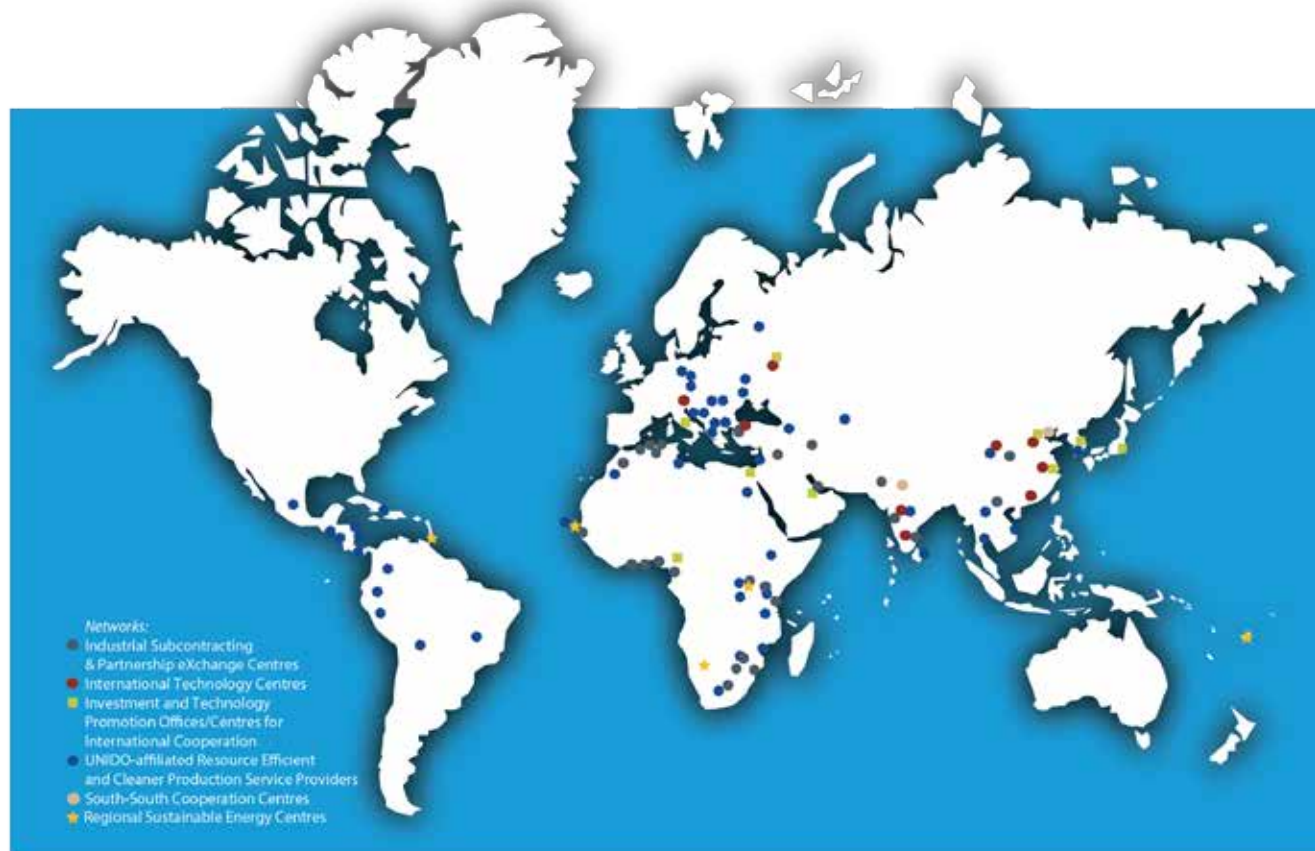 Networks:
Industrial Subcontracting
& Partnership eXchange Centres
International Technology Centres
Investment and Technology
Promotion Offices/Centres for
International Cooperation
UNIDO-affiliated Resource Efficient
and Cleaner Production Service Providers
South-South Cooperation Centres
Regional Sustainable Energy Centres